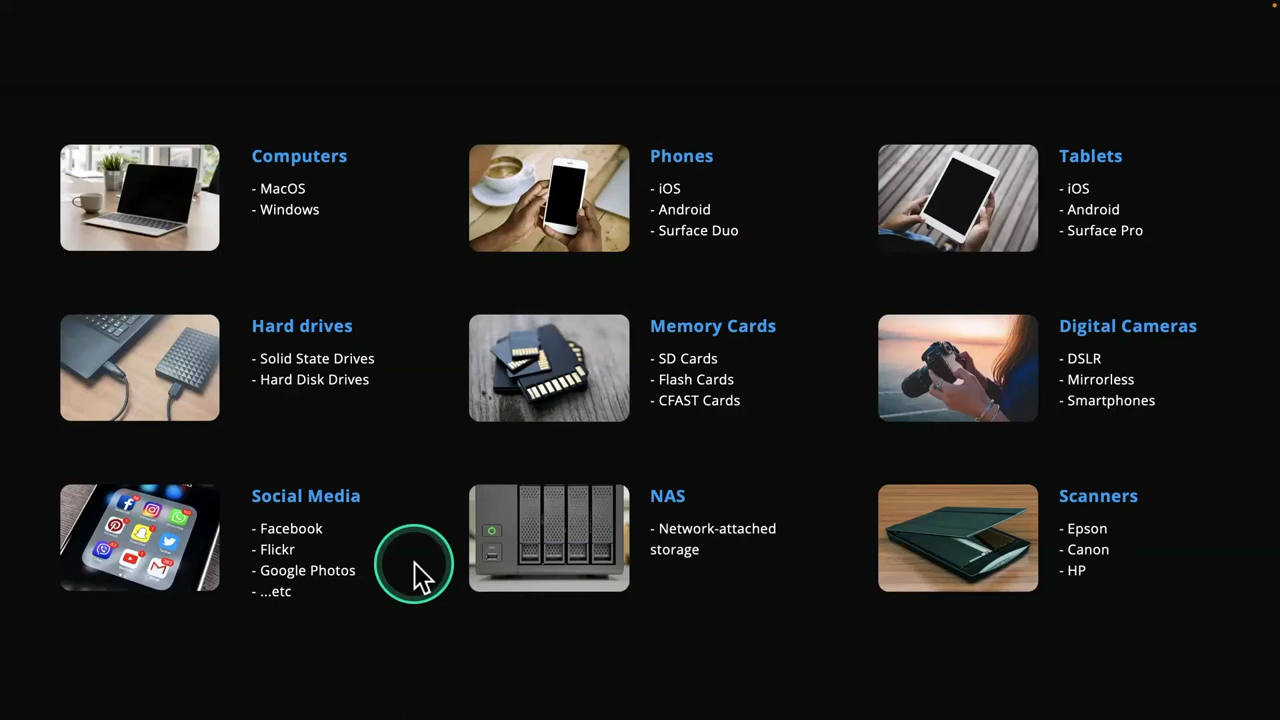 Computers
- MacOS
- Windows
Phones
- iOS
- Android
- Surface Duo
Tablets
- iOS
- Android
- Surface Pro
Hard drives
- Solid State Drives
- Hard Disk Drives
Memory Cards
- SD Cards
- Flash Cards
- CFAST Cards
Digital Cameras
- DSLR
- Mirrorless
- Smartphones
Social Media
- Facebook
- Flickr
- Google Photos
- ...etc
NAS
- Network-attached
storage
Scanners
- Epson
- Canon
- HP